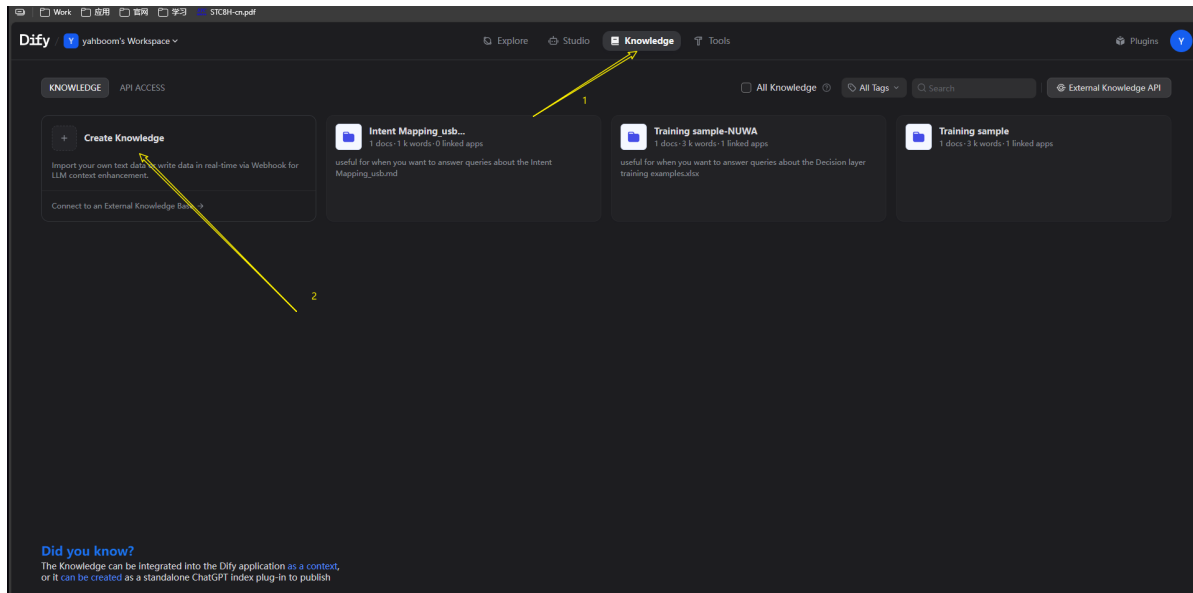 Work 应用 官网 学习 STC8H-cn.pdf
Dify / Y yahboom's Workspace
Explore Studio Knowledge Tools
Plugins Y
KNOWLEDGE API ACCESS
All Knowledge All Tags Search External Knowledge API
1
+ Create Knowledge
Import your own text data or write data in real-time via Webhook for
LLM context enhancement.
Connect to an External Knowledge Base →
Intent Mapping_usb...
1 docs·1 k words·0 linked apps
useful for when you want to answer queries about the Intent
Mapping_usb.md
Training sample-NUWA
1 docs·3 k words·1 linked apps
useful for when you want to answer queries about the Decision layer
training examples.xlsx
Training sample
1 docs·3 k words·1 linked apps
2
Did you know?
The Knowledge can be integrated into the Dify application as a context,
or it can be created as a standalone ChatGPT index plug-in to publish